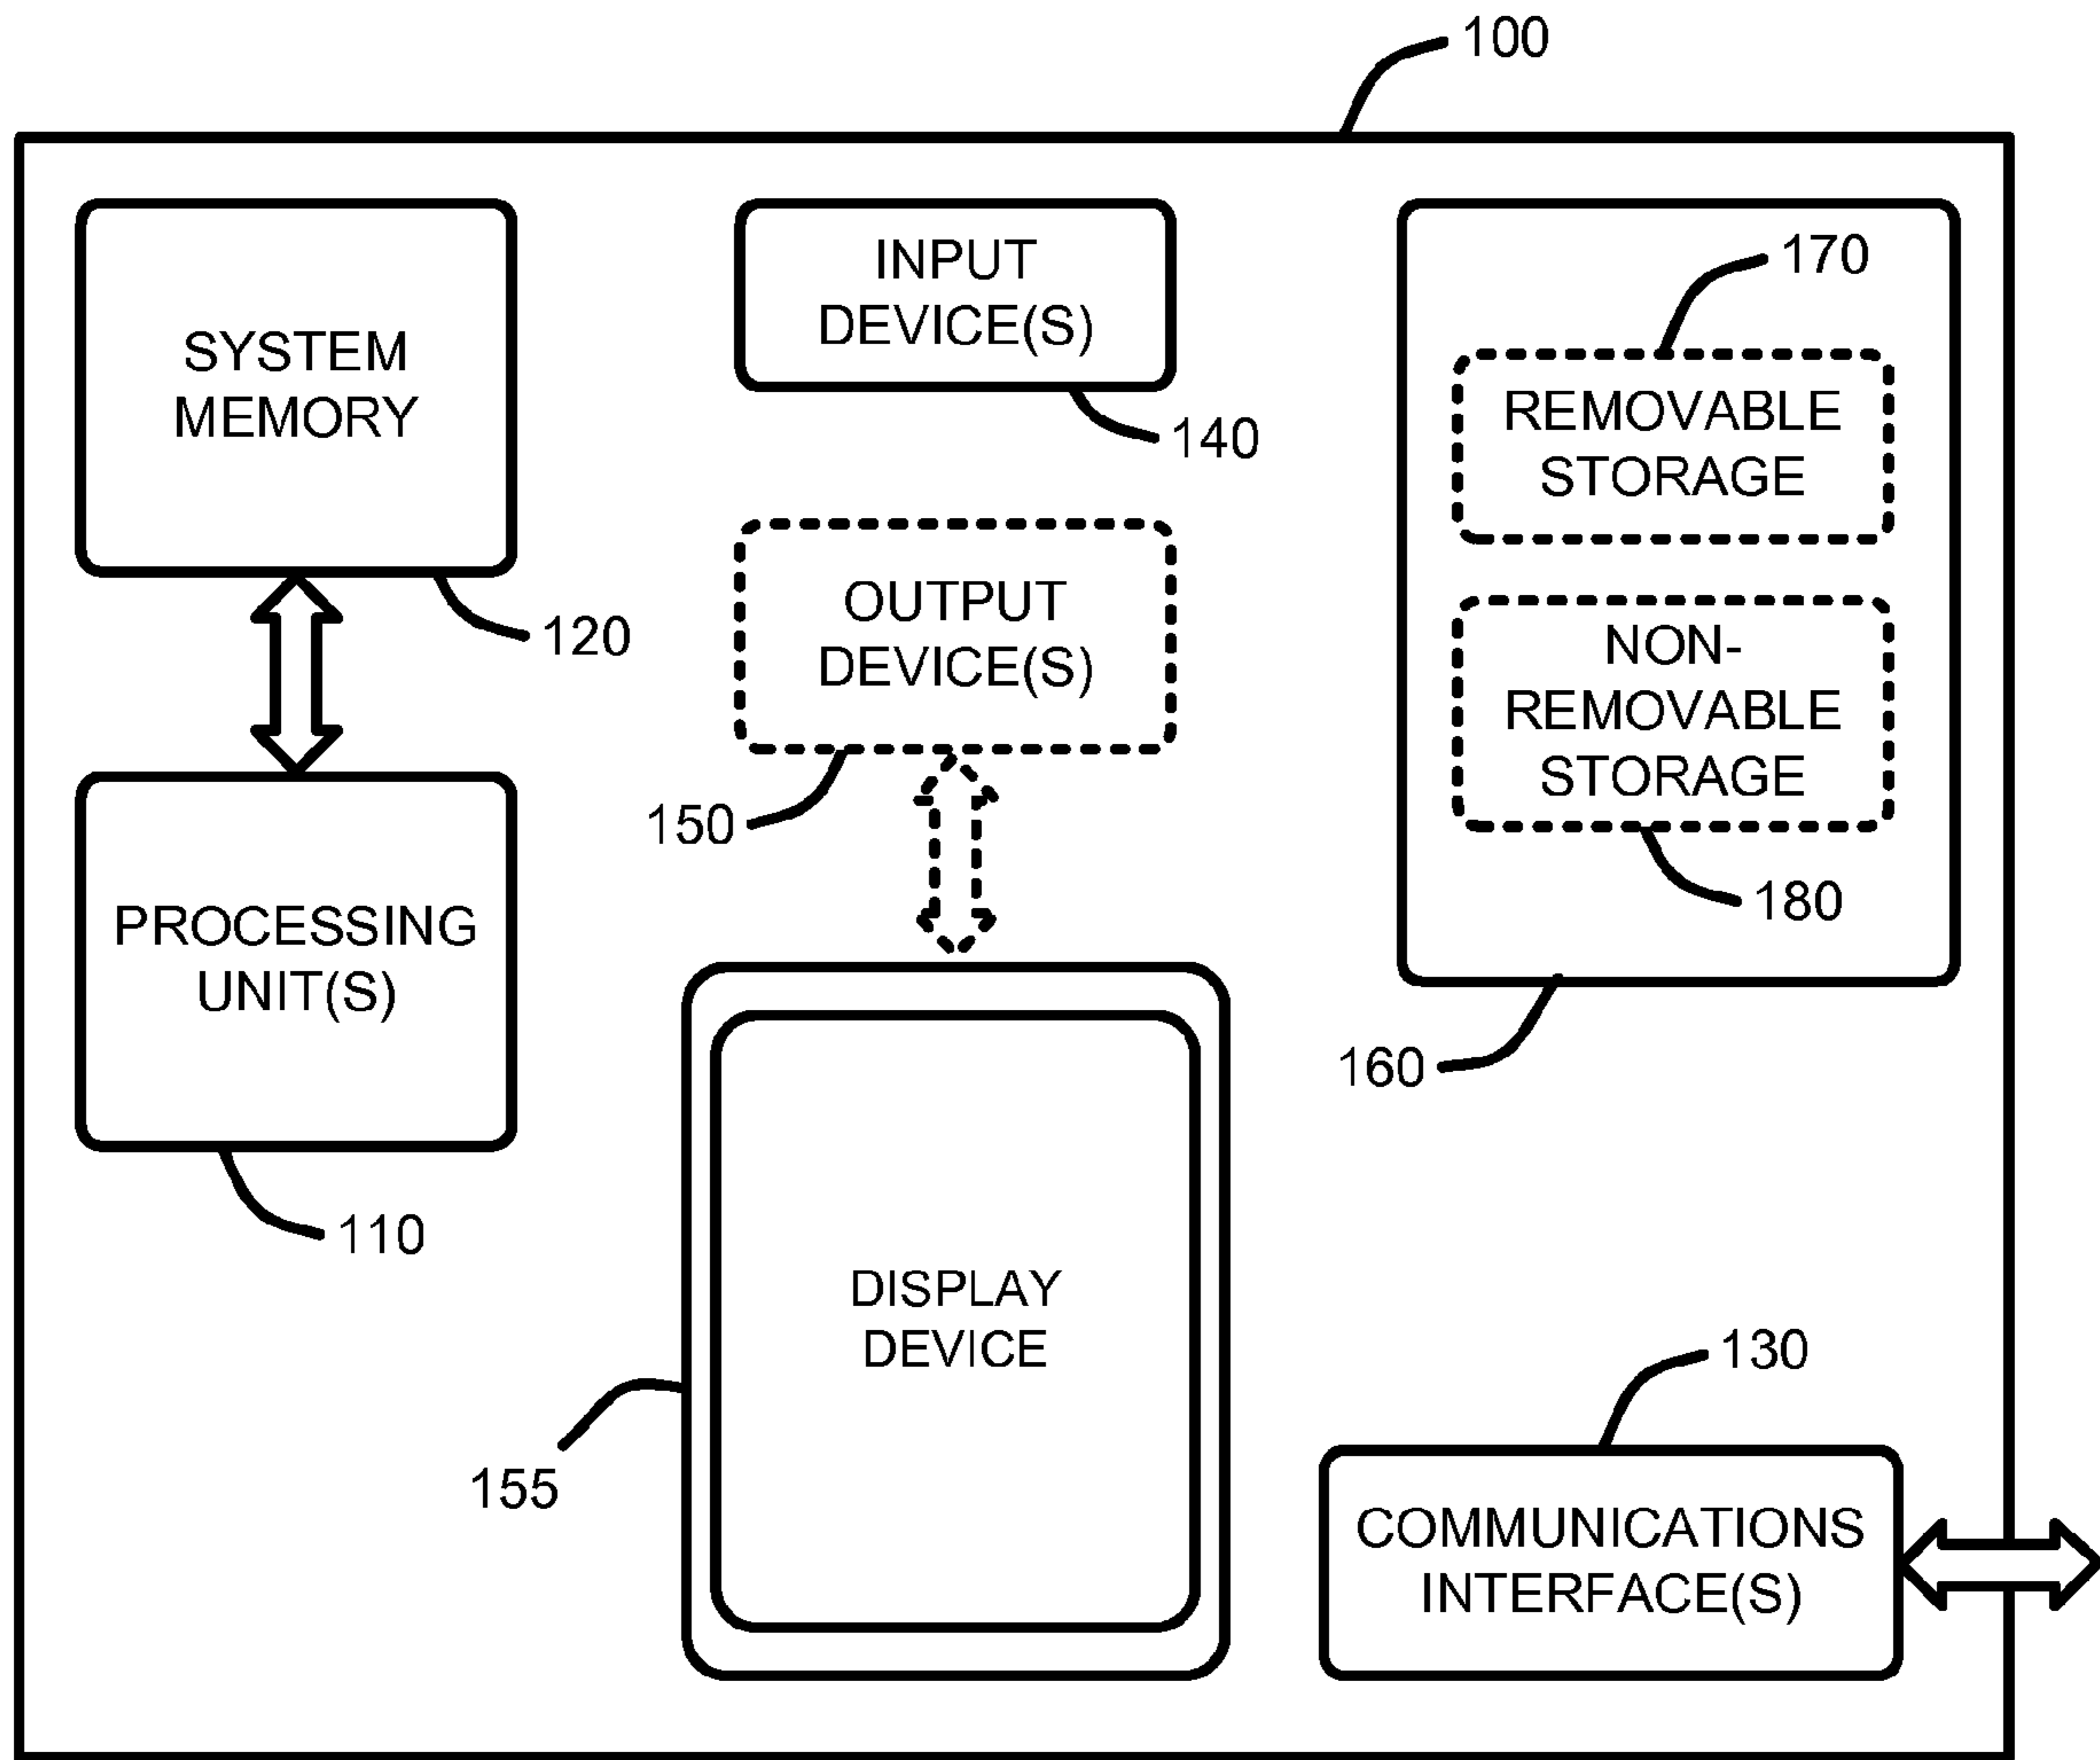 100
SYSTEM
MEMORY
120
PROCESSING
UNIT(S)
110
INPUT
DEVICE(S)
140
OUTPUT
DEVICE(S)
150
DISPLAY
DEVICE
155
170
REMOVABLE
STORAGE
NON-
REMOVABLE
STORAGE
180
160
130
COMMUNICATIONS
INTERFACE(S)